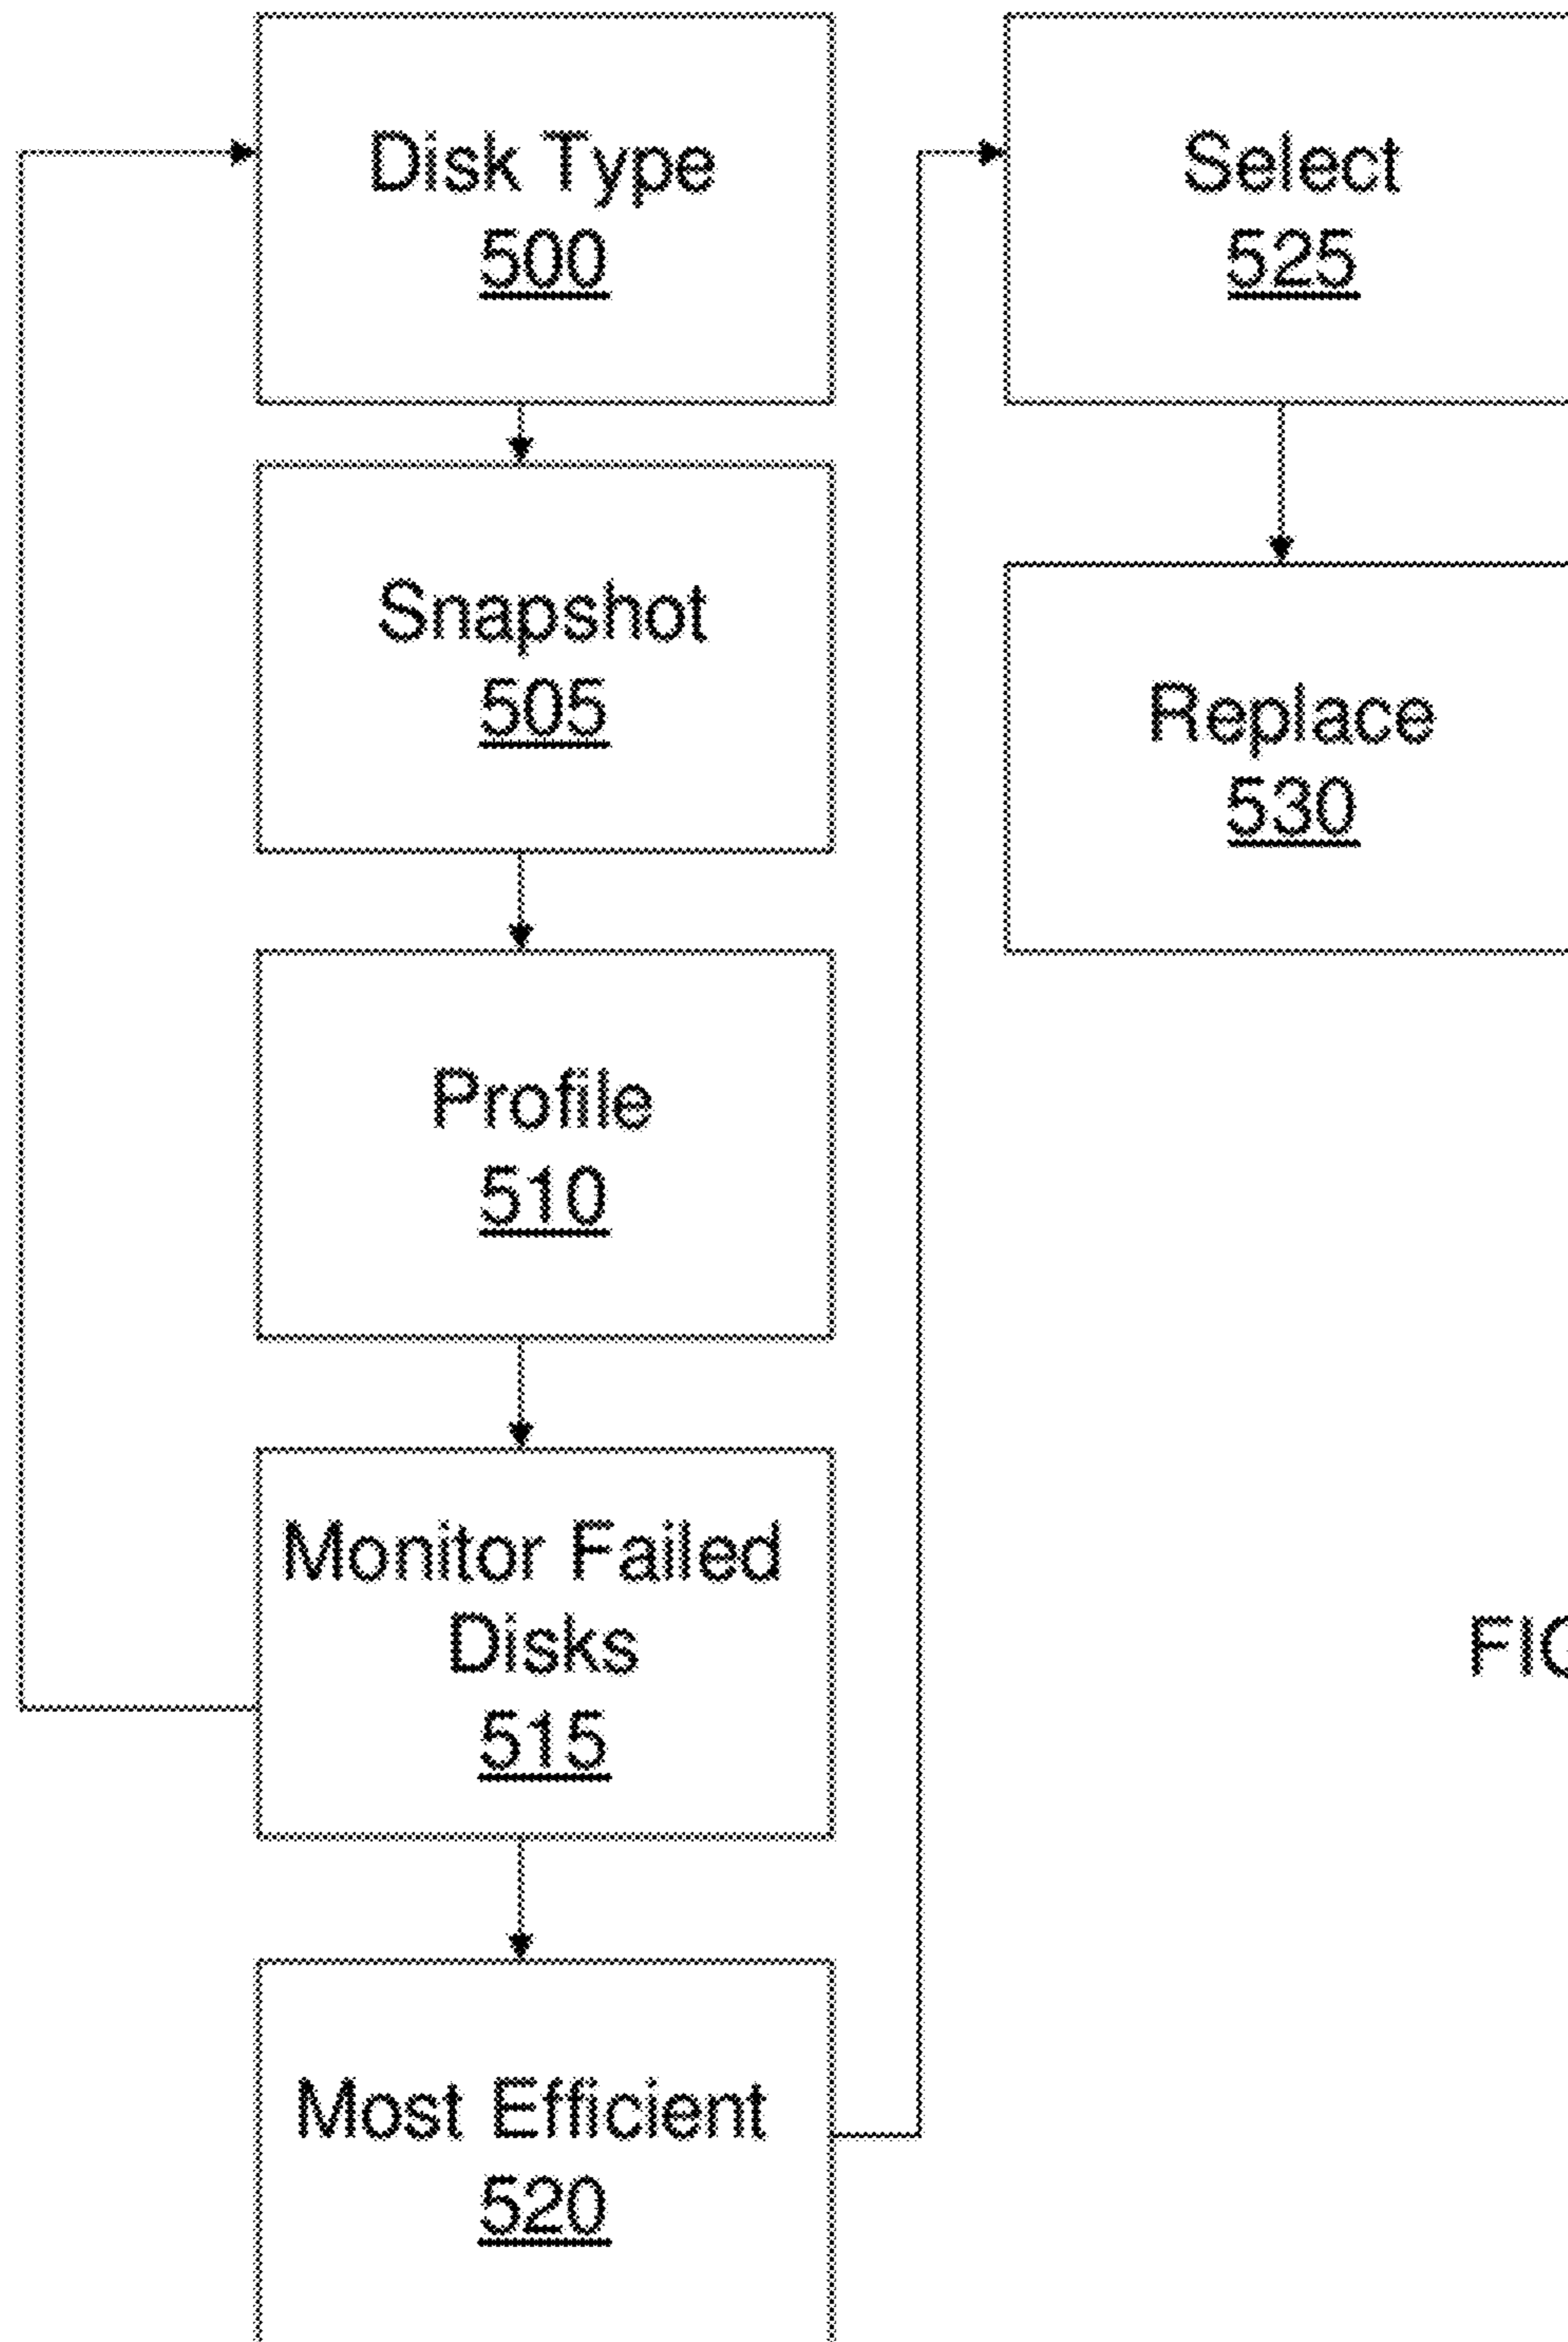 Disk Type
500
Snapshot
505
Profile
510
Monitor Failed
Disks
515
Most Efficient
520
Select
525
Replace
530